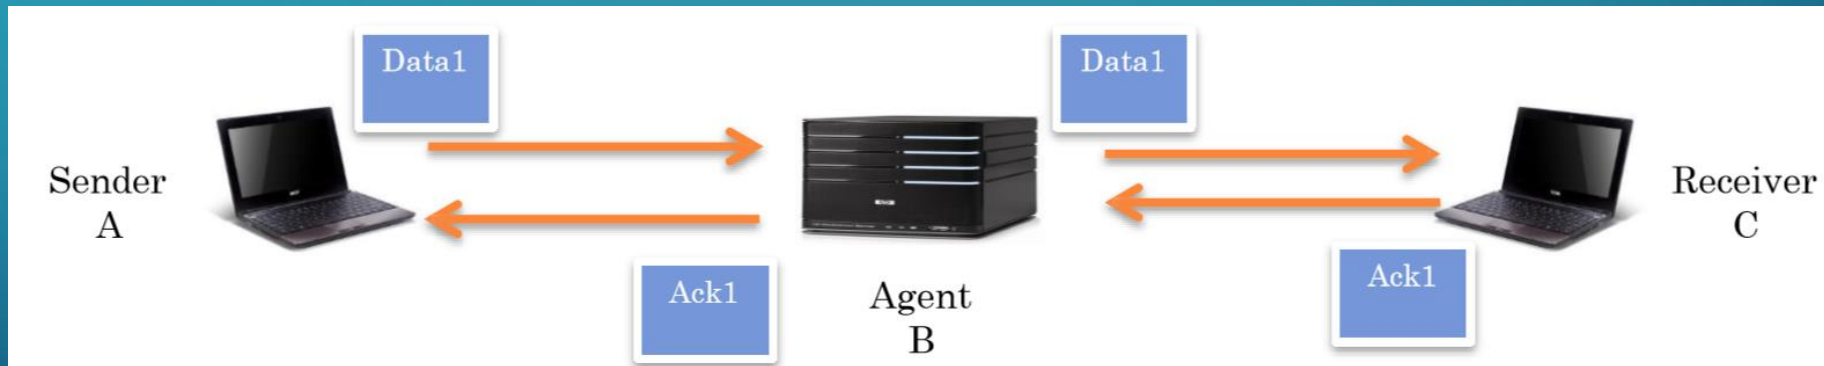 Data1
Data1
Sender
A
Receiver
C
Ack1
Agent
B
Ack1